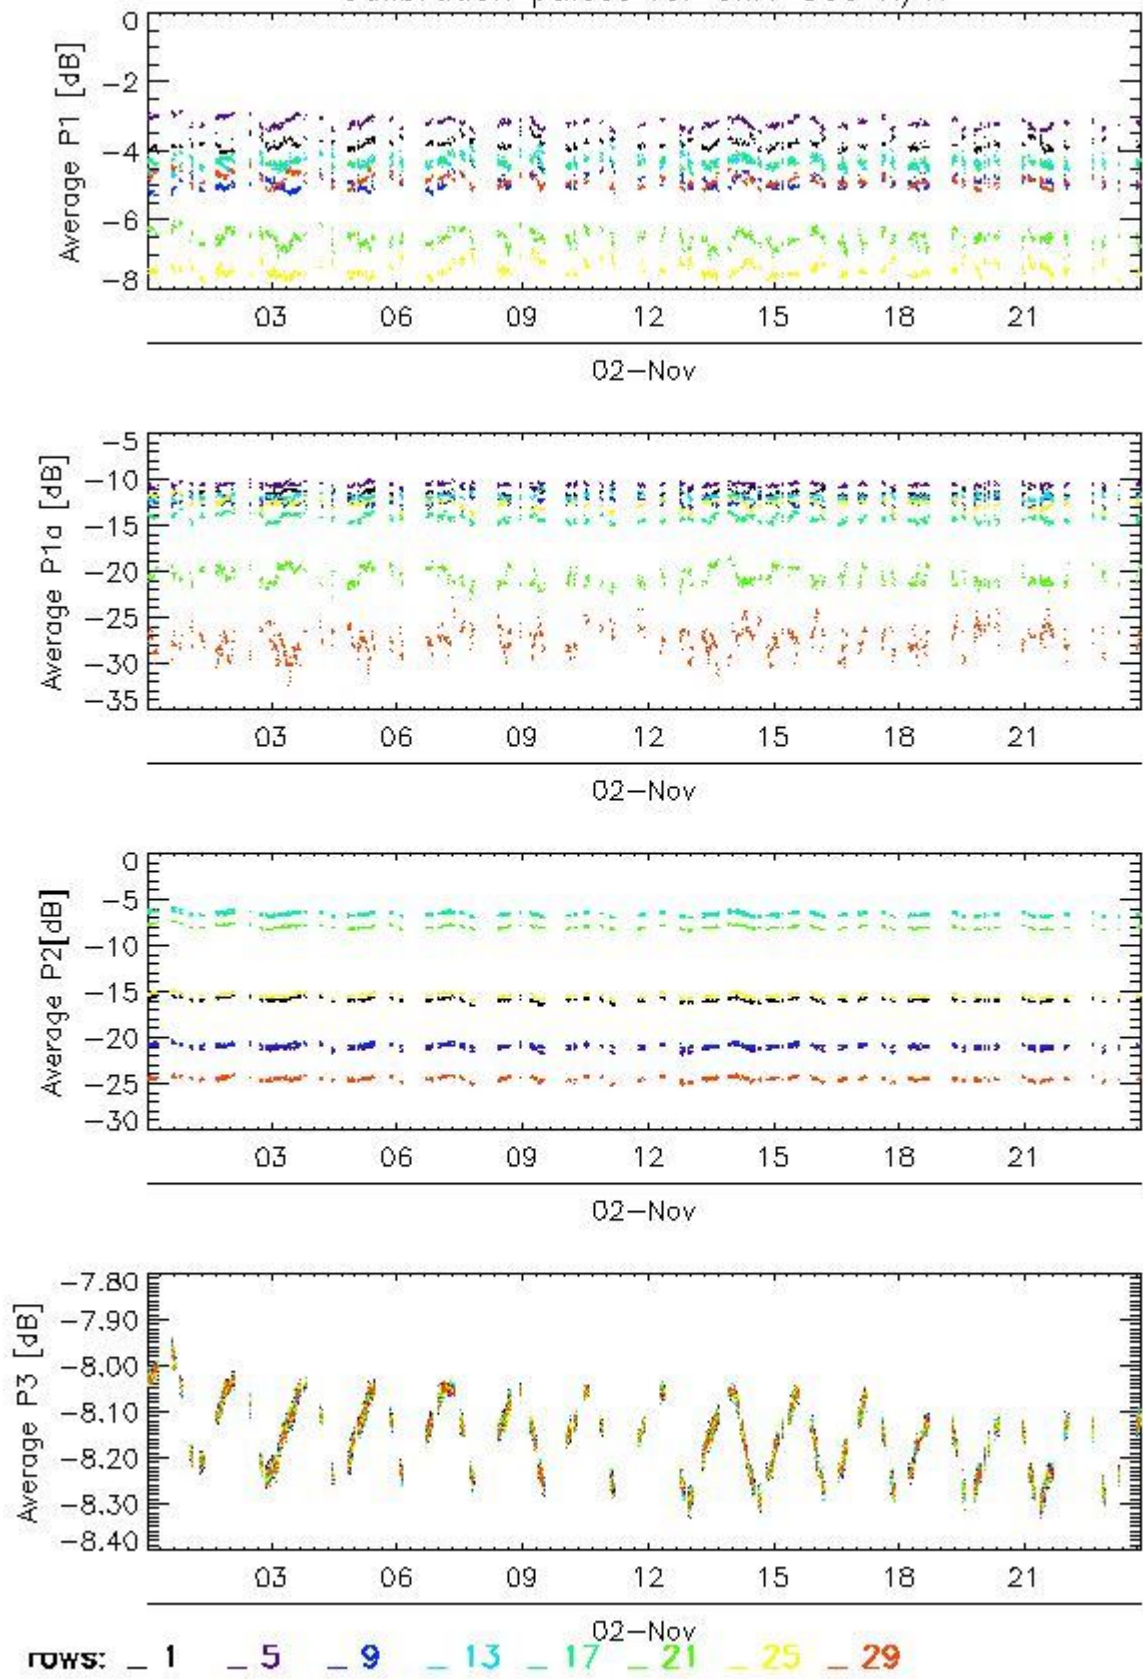 0
−2
−4
−6
−8
Average P1 [dB]
03 06 09 12 15 18 21
02−Nov
−5
−10
−15
−20
−25
−30
−35
Average P1a [dB]
03 06 09 12 15 18 21
02−Nov
0
−5
−10
−15
−20
−25
−30
Average P2[dB]
03 06 09 12 15 18 21
02−Nov
−7.80
−7.90
−8.00
−8.10
−8.20
−8.30
−8.40
Average P3 [dB]
03 06 09 12 15 18 21
02−Nov
rows: _ 1 _ 5 _ 9 _ 13 _ 17 _ 21 _ 25 _ 29